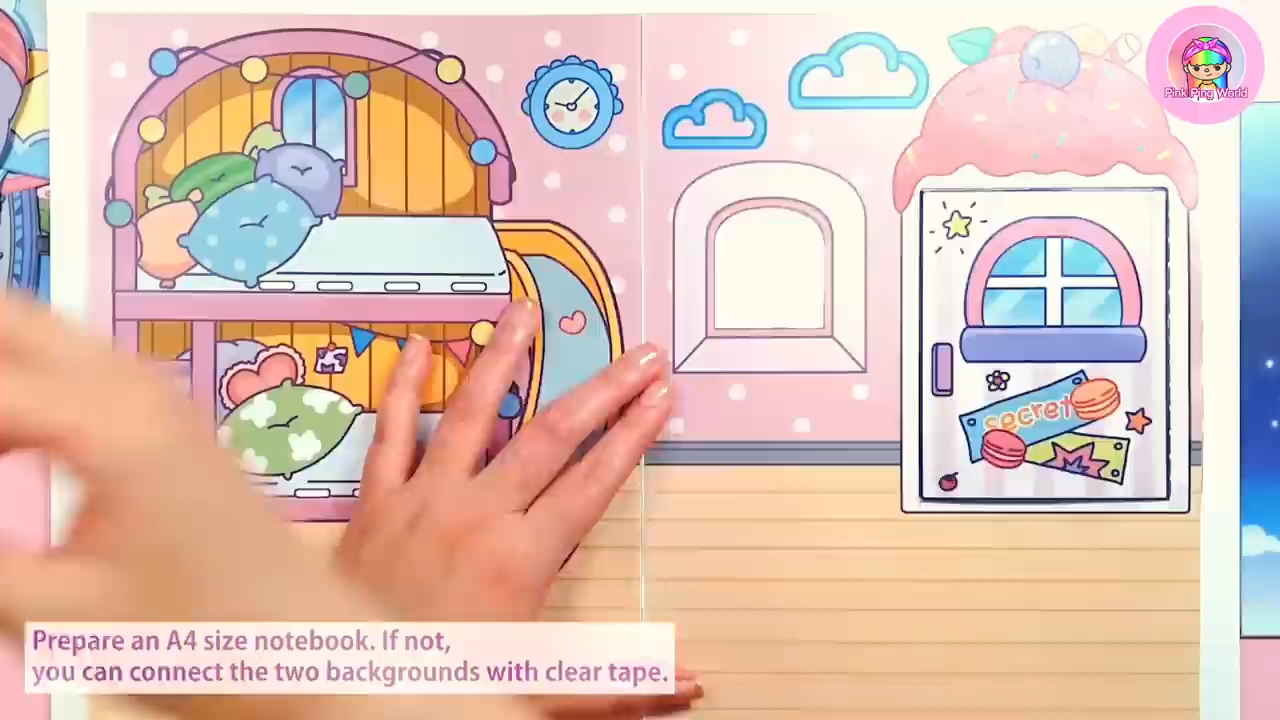 Pink Ping World
secret
Prepare an A4 size notebook. If not,
you can connect the two backgrounds with clear tape.